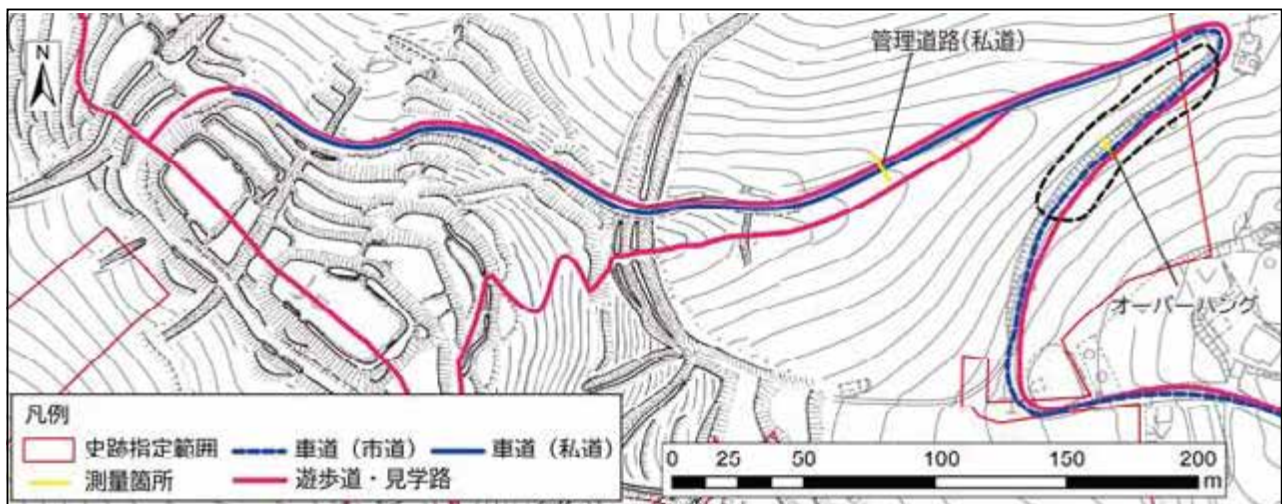 N
管理道路(私道)
オーバーハング
凡例
史跡指定範囲 車道（市道） 車道（私道）
測量箇所 遊歩道・見学路
0 25 50 100 150 200
m